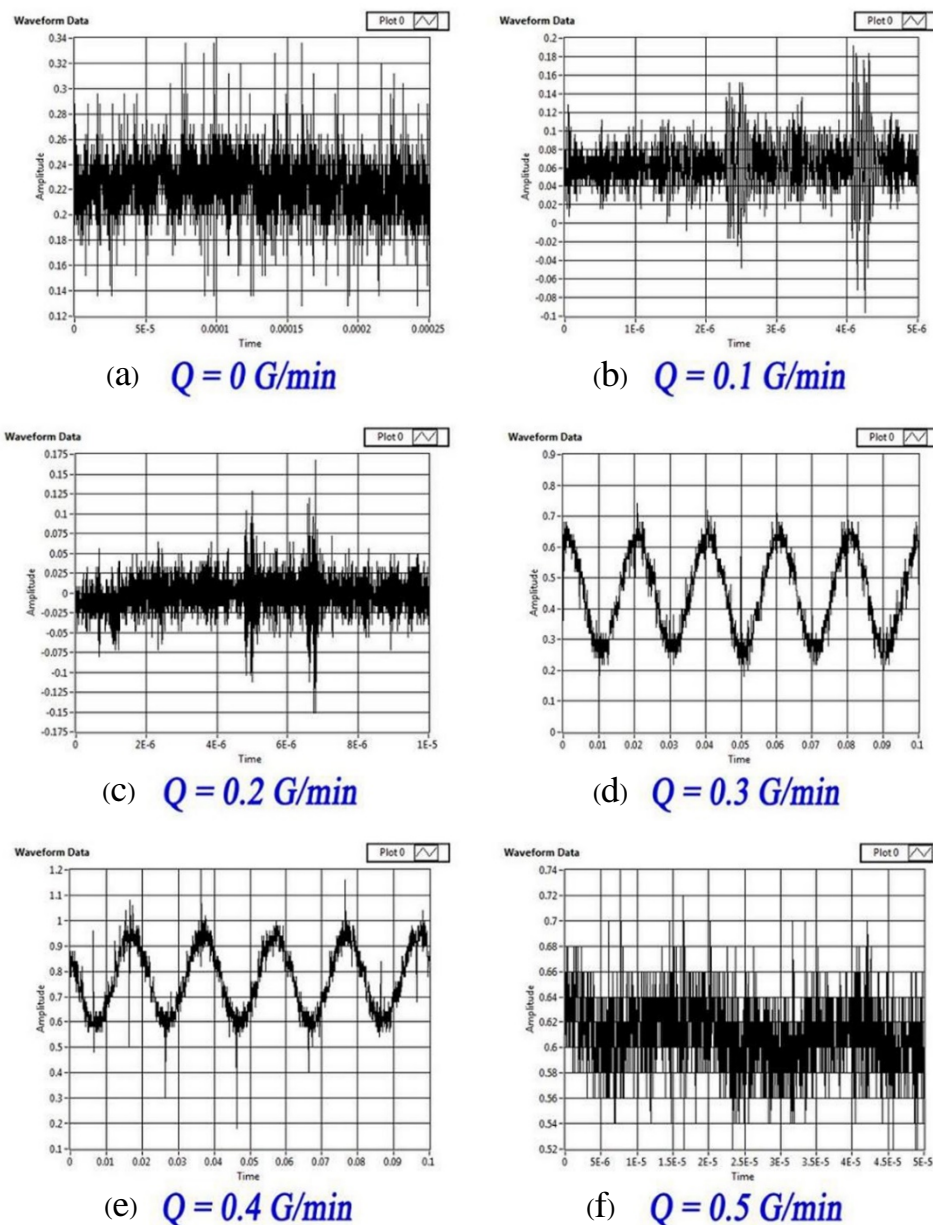 Waveform Data Plot 0
0.34
0.32
0.3
0.28
0.26
0.24
0.22
0.2
0.18
0.16
0.14
0.12
Amplitude
0 5E-5 0.0001 0.00015 0.0002 0.00025
Time
(a) Q = 0 G/min
Waveform Data Plot 0
0.2
0.18
0.16
0.14
0.12
0.1
0.08
0.06
0.04
0.02
0
-0.02
-0.04
-0.06
-0.08
-0.1
Amplitude
0 1E-6 2E-6 3E-6 4E-6 5E-6
Time
(b) Q = 0.1 G/min
Waveform Data Plot 0
0.175
0.15
0.125
0.1
0.075
0.05
0.025
0
-0.025
-0.05
-0.075
-0.1
-0.125
-0.15
-0.175
Amplitude
0 2E-6 4E-6 6E-6 8E-6 1E-5
Time
(c) Q = 0.2 G/min
Waveform Data Plot 0
0.9
0.8
0.7
0.6
0.5
0.4
0.3
0.2
0.1
0
Amplitude
0 0.01 0.02 0.03 0.04 0.05 0.06 0.07 0.08 0.09 0.1
Time
(d) Q = 0.3 G/min
Waveform Data Plot 0
1.2
1.1
1
0.9
0.8
0.7
0.6
0.5
0.4
0.3
0.2
0.1
Amplitude
0 0.01 0.02 0.03 0.04 0.05 0.06 0.07 0.08 0.09 0.1
Time
(e) Q = 0.4 G/min
Waveform Data Plot 0
0.74
0.72
0.7
0.68
0.66
0.64
0.62
0.6
0.58
0.56
0.54
0.52
Amplitude
0 5E-6 1E-5 1.5E-5 2E-5 2.5E-5 3E-5 3.5E-5 4E-5 4.5E-5 5E-5
Time
(f) Q = 0.5 G/min